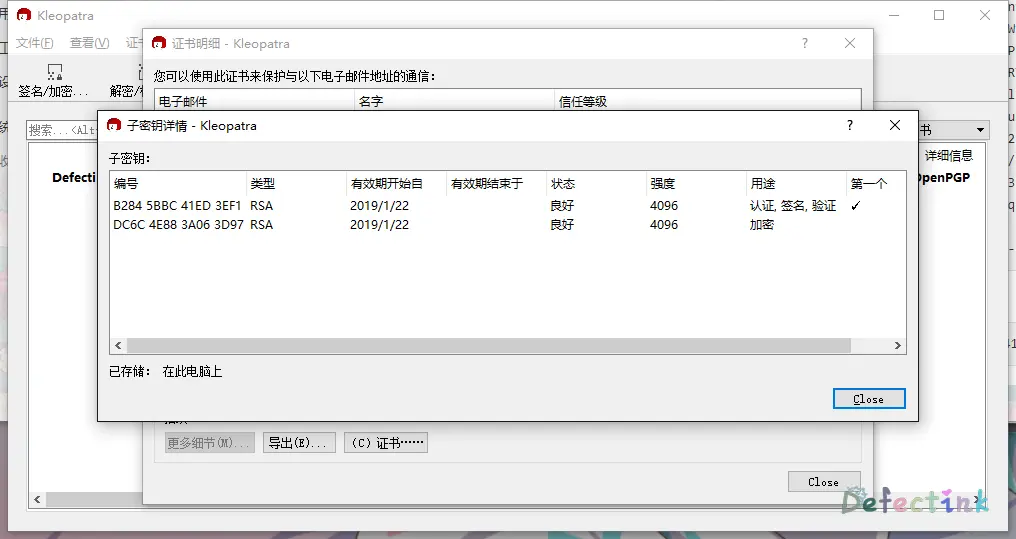 Kleopatra
文件(F) 查看(V) 证书
证书明细 - Kleopatra
签名/加密... 解密/
您可以使用此证书来保护与以下电子邮件地址的通信：
电子邮件 名字 信任等级
搜索...<Alt
书
子密钥详情 - Kleopatra
详细信息
Defecti
OpenPGP
子密钥：
编号 类型 有效期开始自 有效期结束于 状态 强度 用途 第一个
B284 5BBC 41ED 3EF1 RSA 2019/1/22 良好 4096 认证, 签名, 验证 ✓
DC6C 4E88 3A06 3D97 RSA 2019/1/22 良好 4096 加密
已存储： 在此电脑上
Close
更多细节(M)... 导出(E)... (C) 证书……
Close
Defectink